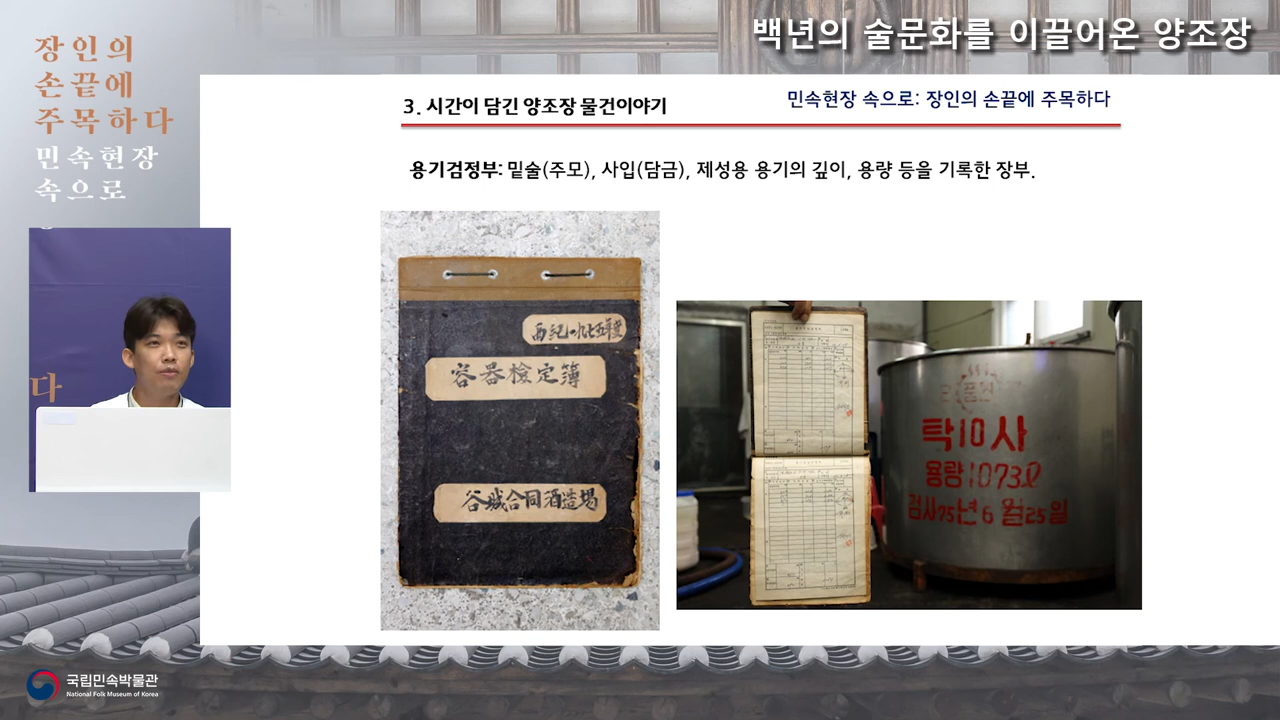 백년의 술문화를 이끌어온 양조장
장인의
손끝에
주목하다
민속현장
속으로
다
3. 시간이 담긴 양조장 물건이야기
민속현장 속으로: 장인의 손끝에 주목하다
용기검정부: 밑술(주모), 사입(담금), 제성용 용기의 깊이, 용량 등을 기록한 장부.
西紀一九七五年度
容器檢定簿
谷城合同酒造場
탁10사
용량1073ℓ
검사75년6월25일
국립민속박물관
National Folk Museum of Korea